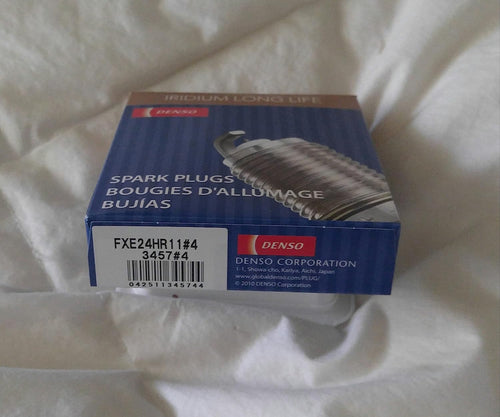 IRIDIUM LONG LIFE
DENSO
SPARK PLUGS
BOUGIES D'ALLUMAGE
BUJÍAS
FXE24HR11#4
3457#4
042511345744
DENSO
DENSO CORPORATION
1-1, Showa-cho, Kariya, Aichi, Japan
www.globaldenso.com/PLUG/
© 2010 DENSO Corporation